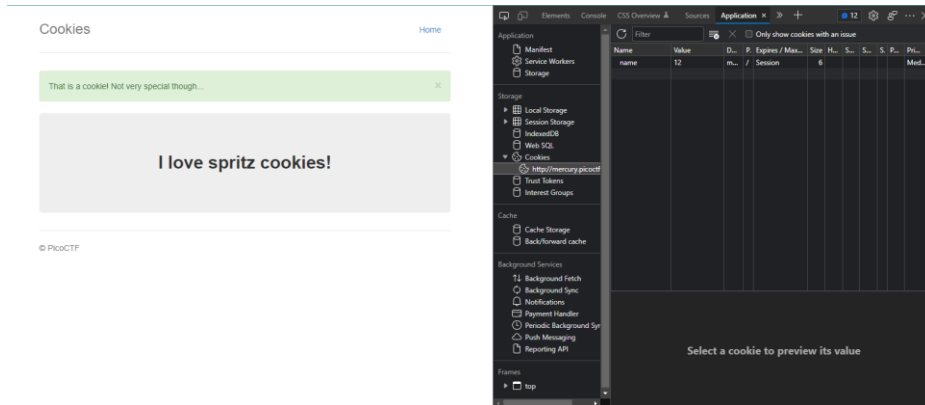 Cookies
Home
That is a cookie! Not very special though...
×
I love spritz cookies!
© PicoCTF
Elements Console CSS Overview Sources Application × » + 12 ⋯
Application
Manifest
Service Workers
Storage
Storage
Local Storage
Session Storage
IndexedDB
Web SQL
Cookies
http://mercury.picoctf
Trust Tokens
Interest Groups
Cache
Cache Storage
Back/forward cache
Background Services
Background Fetch
Background Sync
Notifications
Payment Handler
Periodic Background Syn
Push Messaging
Reporting API
Frames
top
Filter
Only show cookies with an issue
Name Value D... P. Expires / Max... Size H... S... S... S. P... Pri...
name 12 m... / Session 6 Med...
Select a cookie to preview its value